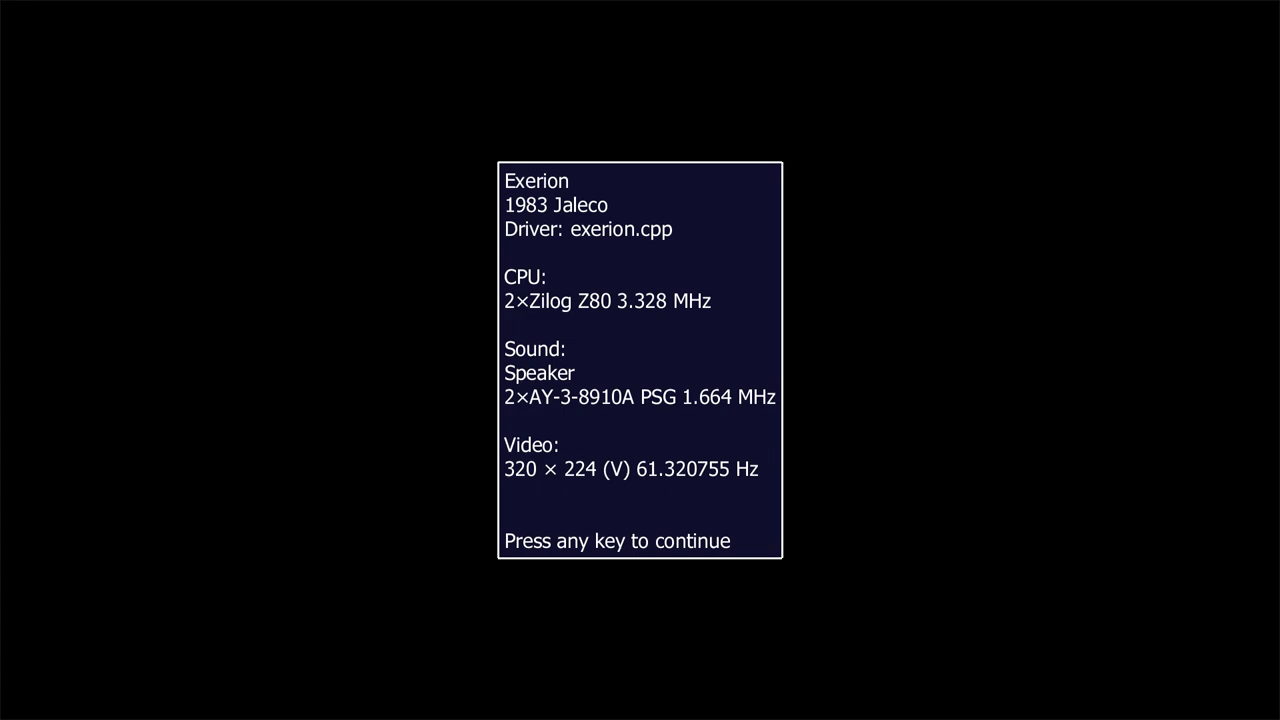 Exerion
1983 Jaleco
Driver: exerion.cpp
CPU:
2×Zilog Z80 3.328 MHz
Sound:
Speaker
2×AY-3-8910A PSG 1.664 MHz
Video:
320 × 224 (V) 61.320755 Hz
Press any key to continue